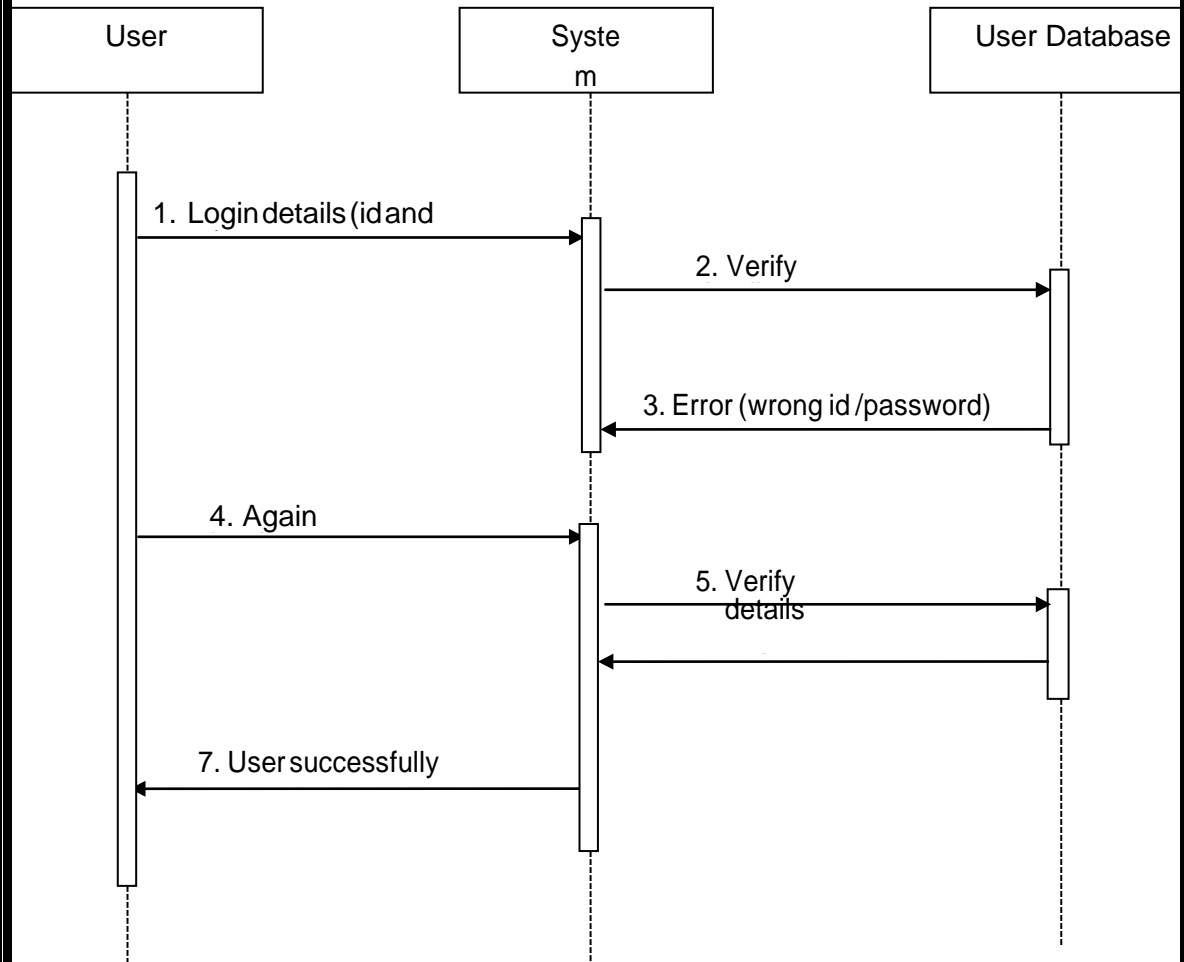 User
Syste
m
User Database
1. Login details (id and
2. Verify
3. Error (wrong id /password)
4. Again
5. Verify
details
7. User successfully